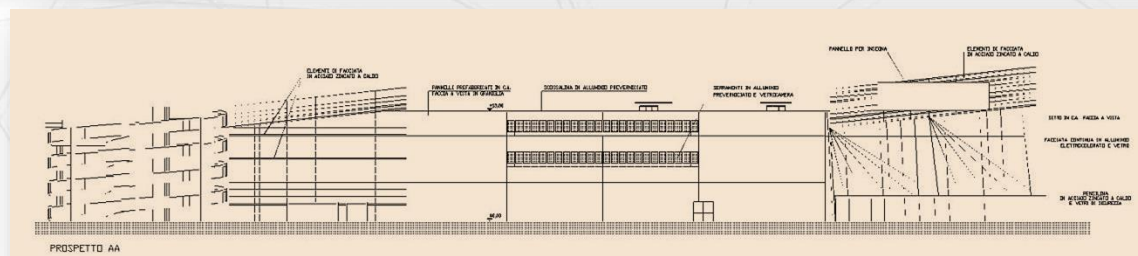 PANNELLO PER INSEGNA
ELEMENTI DI FACCIATA
IN ACCIAIO ZINCATO A CALDO
ELEMENTI DI FACCIATA
IN ACCIAIO ZINCATO A CALDO
PANNELLI PREFABBRICATI IN C.A.
FACCIA A VISTA IN GRANIGLIA
SCOSSALINA IN ALLUMINIO PREVERNICIATO
SERRAMENTI IN ALLUMINIO
PREVERNICIATO E VETROCAMERA
SETTI IN C.A. FACCIA A VISTA
FACCIATA CONTINUA DI ALLUMINIO
ELETTROCOLORATO E VETRO
PENSILINA
IN ACCIAIO ZINCATO A CALDO
E VETRI DI SICUREZZA
PROSPETTO AA